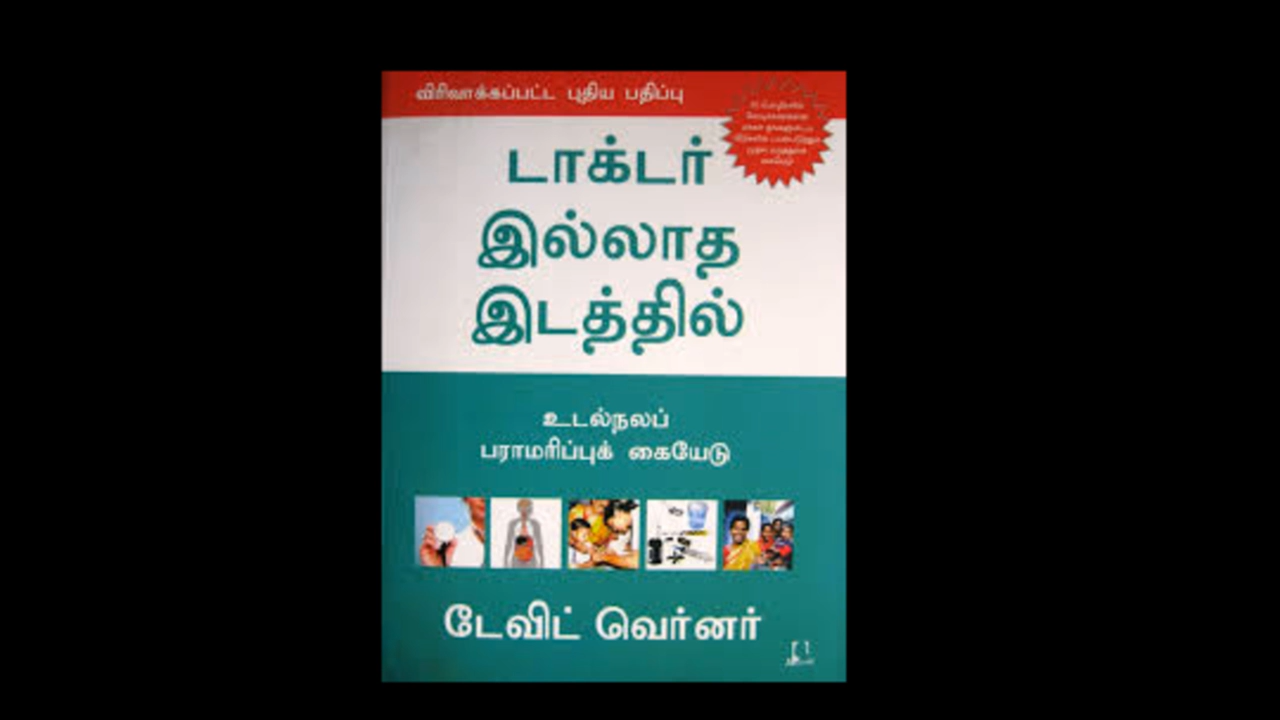 விரிவாக்கப்பட்ட புதிய பதிப்பு
டாக்டர்
இல்லாத
இடத்தில்
உடல்நலப்
பராமரிப்புக் கையேடு
டேவிட் வெர்னர்